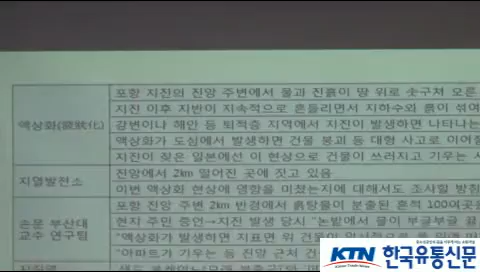 포항 지진의 진앙 주변에서 물과 진흙이 땅 위로 솟구쳐 모른
지진 이후 지반이 지속적으로 흔들리면서 지하수와 흙이 섞여
액상화(液狀化)
강변이나 해안 등 퇴적층 지역에서 지진이 발생하면 나타나는
액상화가 도심에서 발생하면 건물 붕괴 등 대형 사고로 이어질
지진이 잦은 일본에선 이 현상으로 건물이 쓰러지고 기우는 사
지열발전소
진앙에서 2km 떨어진 곳에 짓고 있음
이번 액상화 현상에 영향을 미쳤는지에 대해서도 조사할 방침
손문 부산대
교수 연구팀
포항 진앙 주변 2km 반경에서 흙탕물이 분출된 흔적 100여곳
현지 주민 증언→지진 발생 당시 "논밭에서 물이 부글부글 끓
"액상화가 발생하면 지표면 위 건물이
"아파트가 기우는 등 진앙 근처 건
KTN 한국유통신문